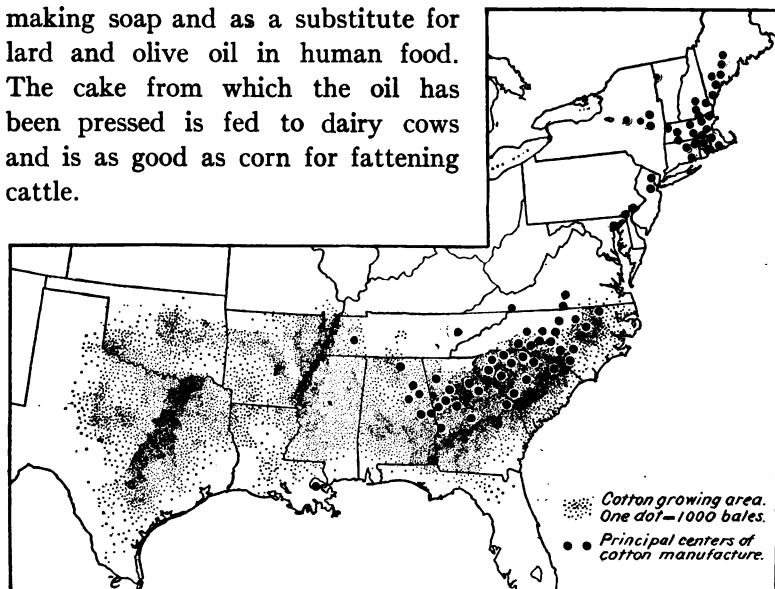 making soap and as a substitute for
lard and olive oil in human food.
The cake from which the oil has
been pressed is fed to dairy cows
and is as good as corn for fattening
cattle.
Cotton growing area.
One dot=1000 bales.
Principal centers of
cotton manufacture.